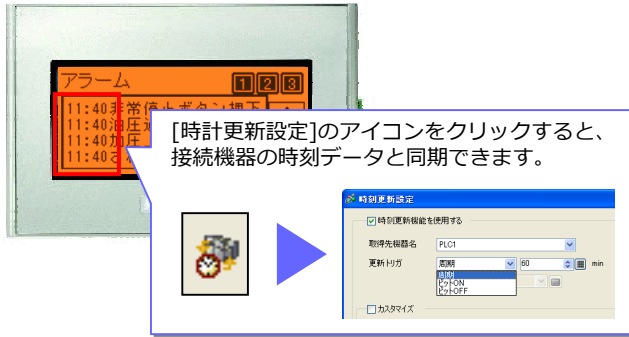 アラーム 1 2 3
11:40非常停止ボタン押下
11:40油圧
11:40加圧
11:40
[時計更新設定]のアイコンをクリックすると、
接続機器の時刻データと同期できます。
時刻更新設定
時刻更新機能を使用する
取得先機器名 PLC1
更新トリガ 周期 60 min
周期
ビットON
ビットOFF
カスタマイズ